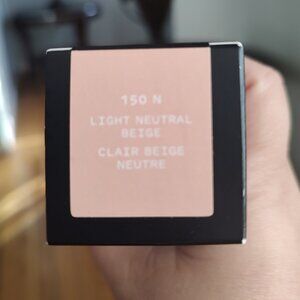 150 N
LIGHT NEUTRAL
BEIGE
CLAIR BEIGE
NEUTRE